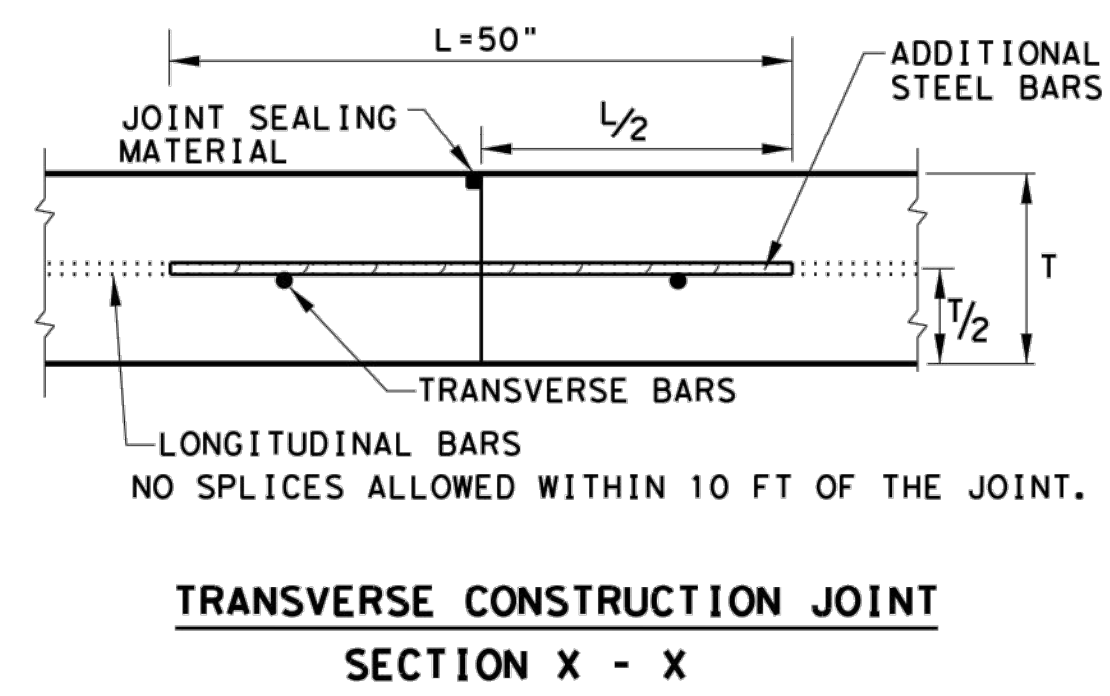 L=50"
ADDITIONAL
STEEL BARS
JOINT SEALING
MATERIAL
L/2
T
T/2
TRANSVERSE BARS
LONGITUDINAL BARS
NO SPLICES ALLOWED WITHIN 10 FT OF THE JOINT.
TRANSVERSE CONSTRUCTION JOINT
SECTION X - X